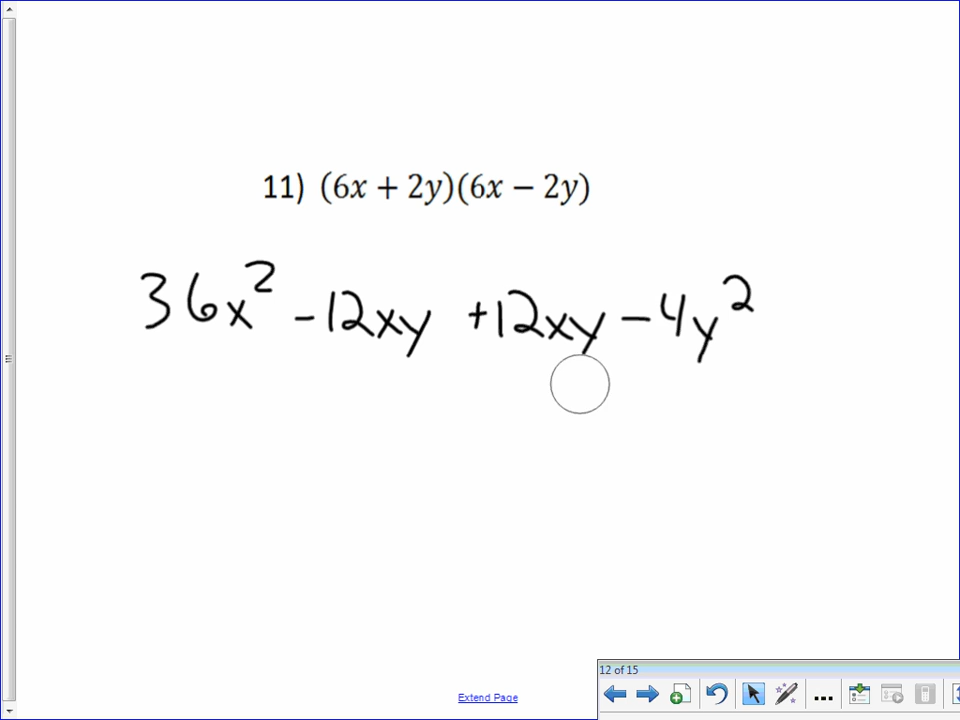 11) (6x + 2y)(6x − 2y)
36x² - 12xy + 12xy - 4y²
Extend Page
12 of 15